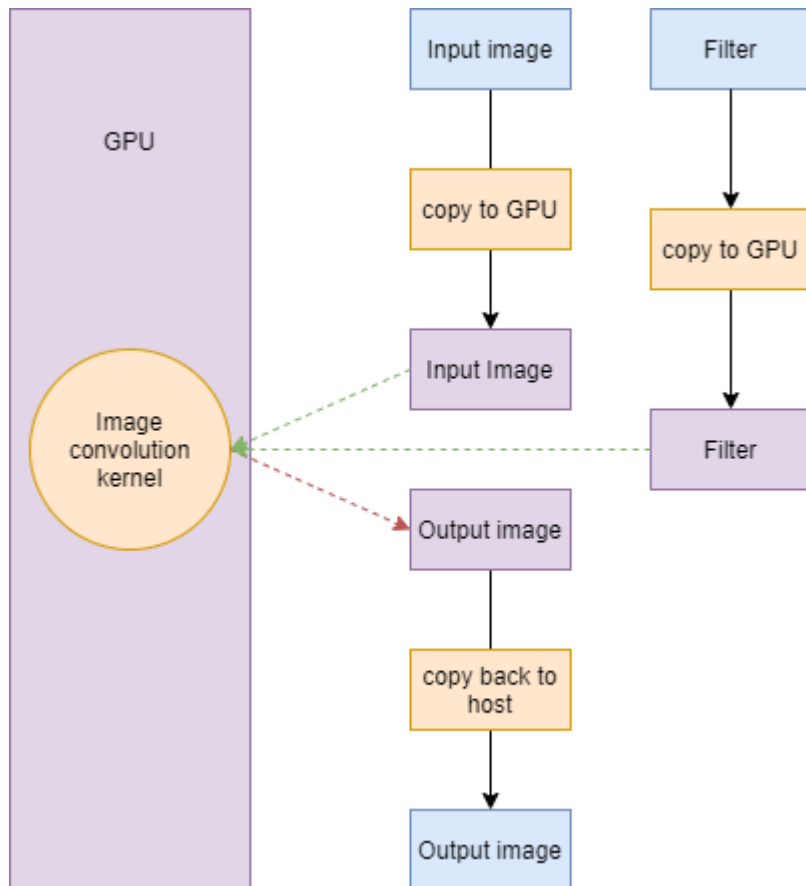 Input image
Filter
GPU
copy to GPU
copy to GPU
Input Image
Image
convolution
kernel
Filter
Output image
copy back to
host
Output image